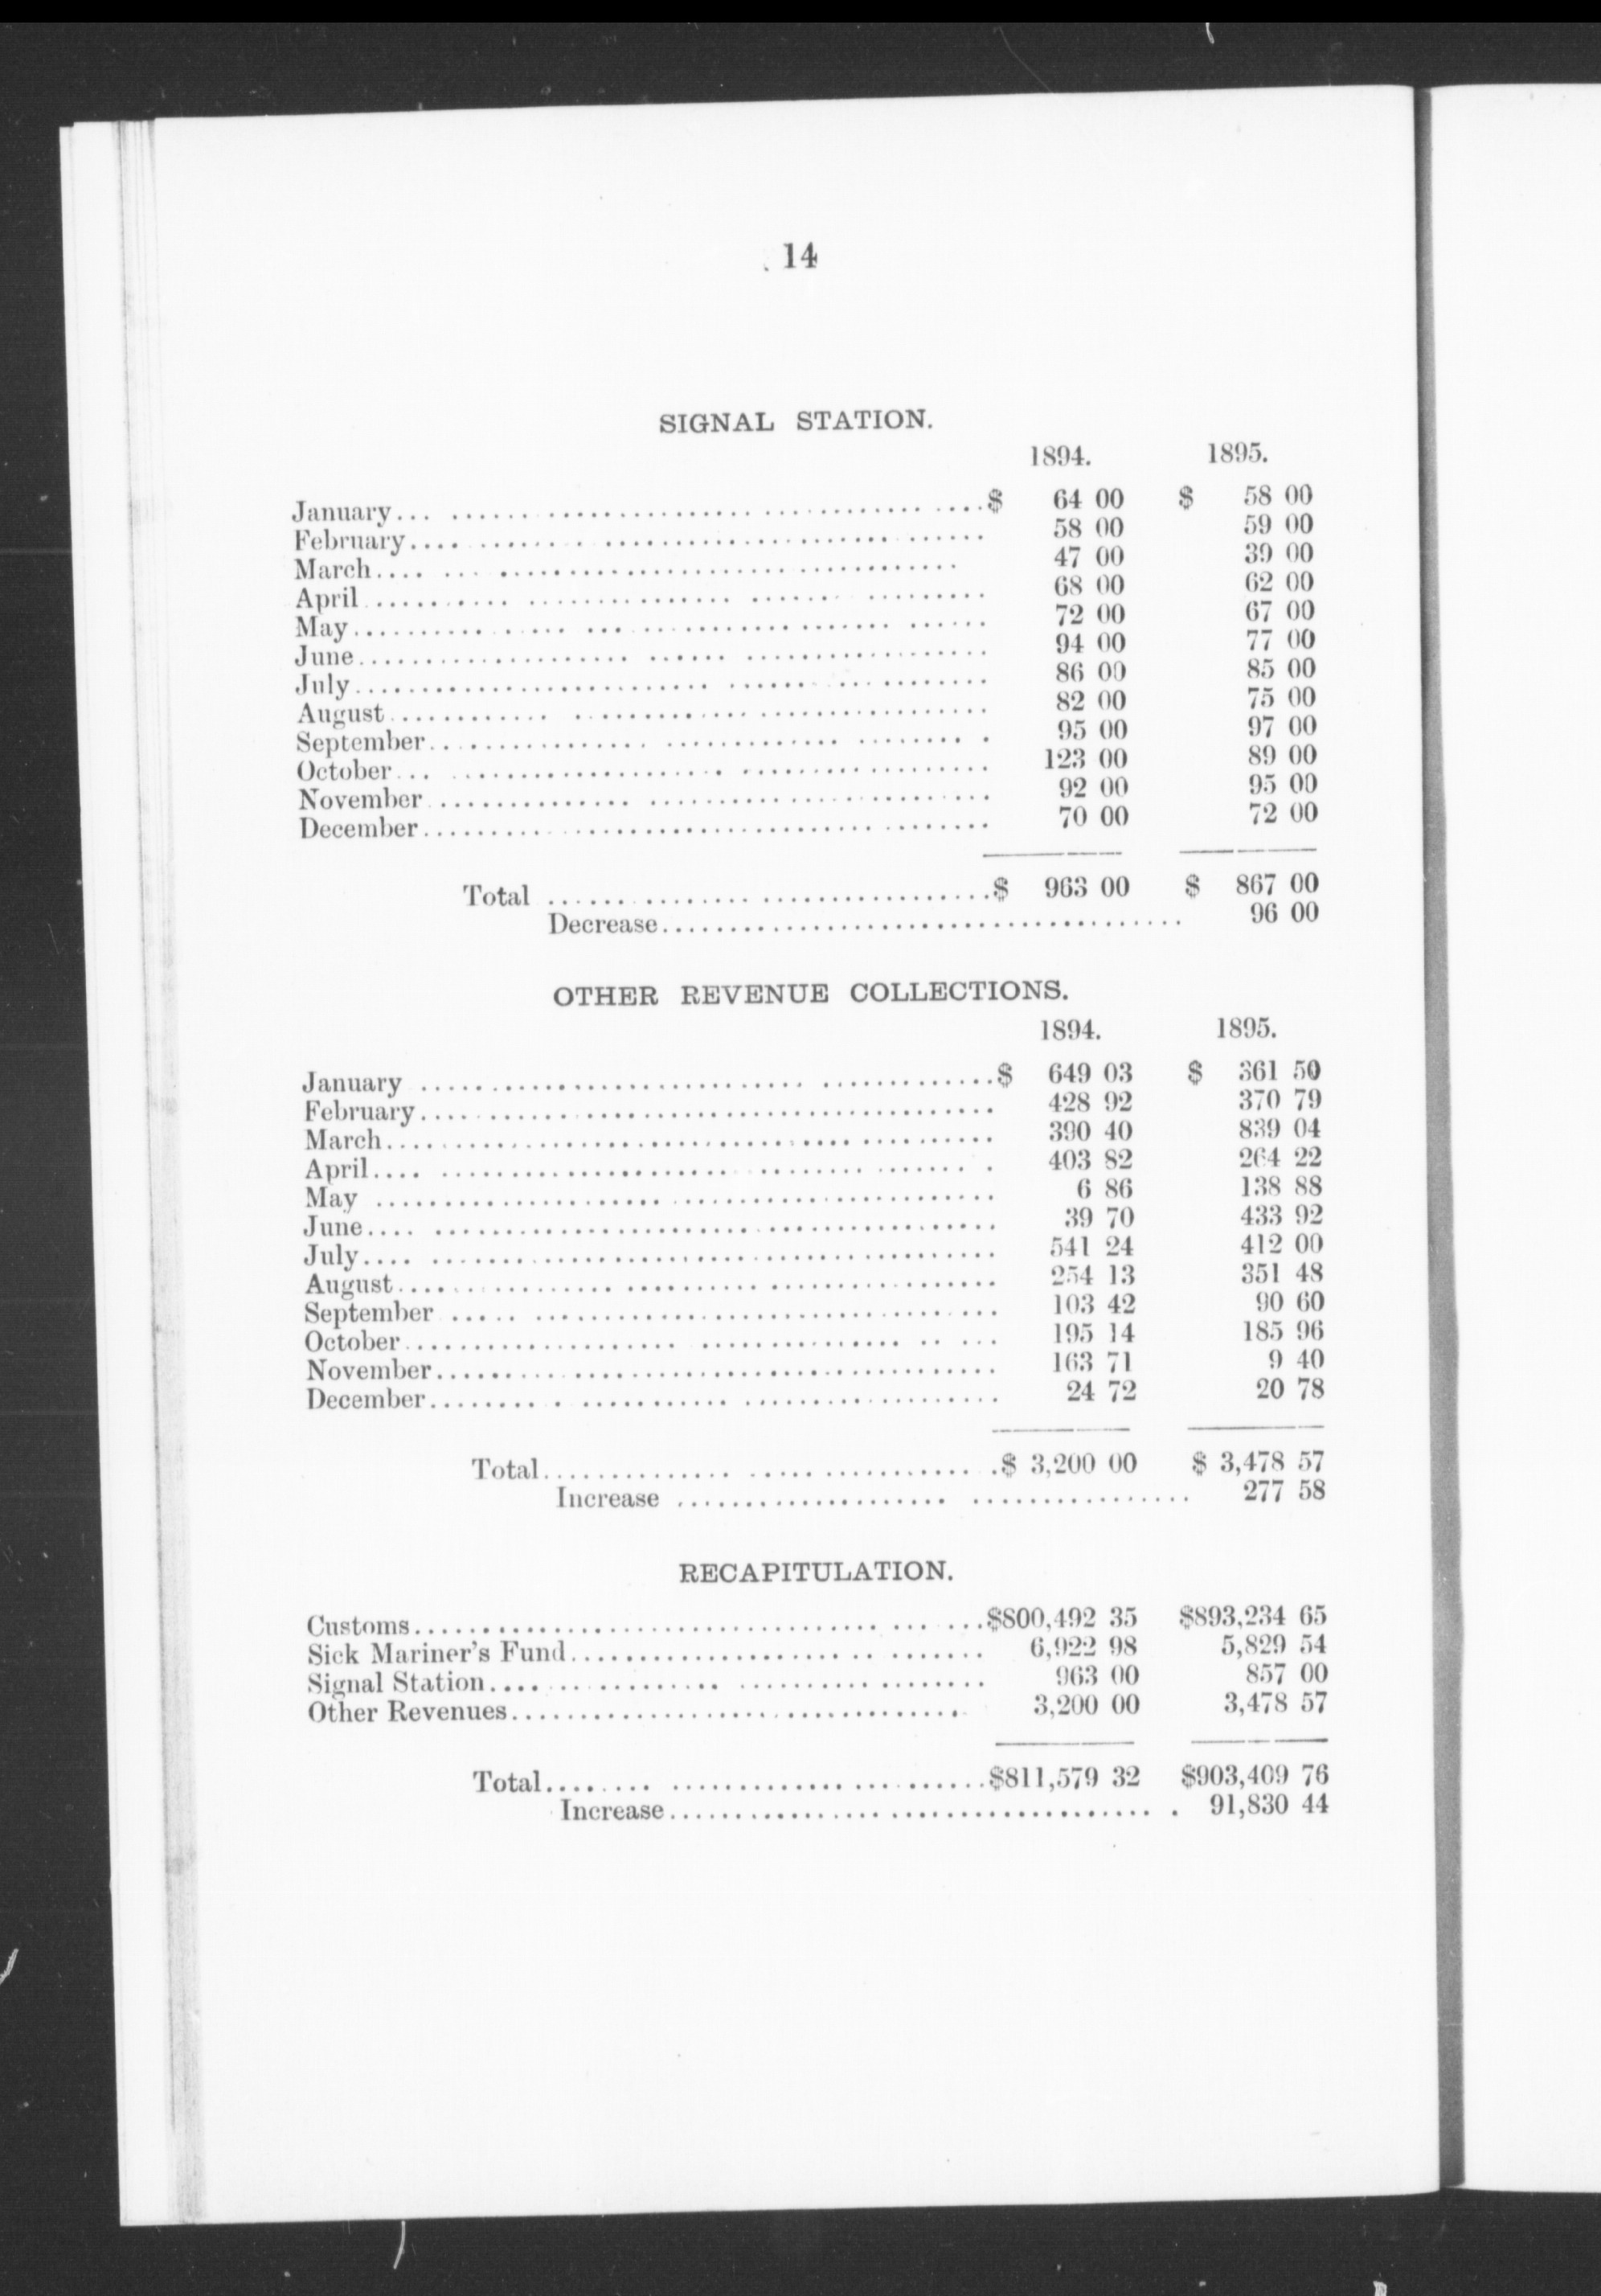 14
SIGNAL STATION.
1894. 1895.
January...........................................$ 64 00 $ 58 00
February........................................... 58 00 59 00
March........................................... 47 00 39 00
April........................................... 68 00 62 00
May........................................... 72 00 67 00
June........................................... 94 00 77 00
July........................................... 86 00 85 00
August........................................... 82 00 75 00
September........................................... 95 00 97 00
October........................................... 123 00 89 00
November........................................... 92 00 95 00
December........................................... 70 00 72 00
Total ................................$ 963 00 $ 867 00
Decrease...................................... 96 00
OTHER REVENUE COLLECTIONS.
1894. 1895.
January ..........................................$ 649 03 $ 361 50
February.......................................... 428 92 370 79
March.......................................... 390 40 839 04
April.......................................... 403 82 264 22
May .......................................... 6 86 138 88
June.......................................... 39 70 433 92
July.......................................... 541 24 412 00
August.......................................... 254 13 351 48
September .......................................... 103 42 90 60
October.......................................... 195 14 185 96
November.......................................... 163 71 9 40
December.......................................... 24 72 20 78
Total................................$ 3,200 00 $ 3,478 57
Increase .................................... 277 58
RECAPITULATION.
Customs........................................$800,492 35 $893,234 65
Sick Mariner's Fund.............................. 6,922 98 5,829 54
Signal Station.................................... 963 00 857 00
Other Revenues.................................. 3,200 00 3,478 57
Total................................$811,579 32 $903,409 76
Increase.................................... 91,830 44